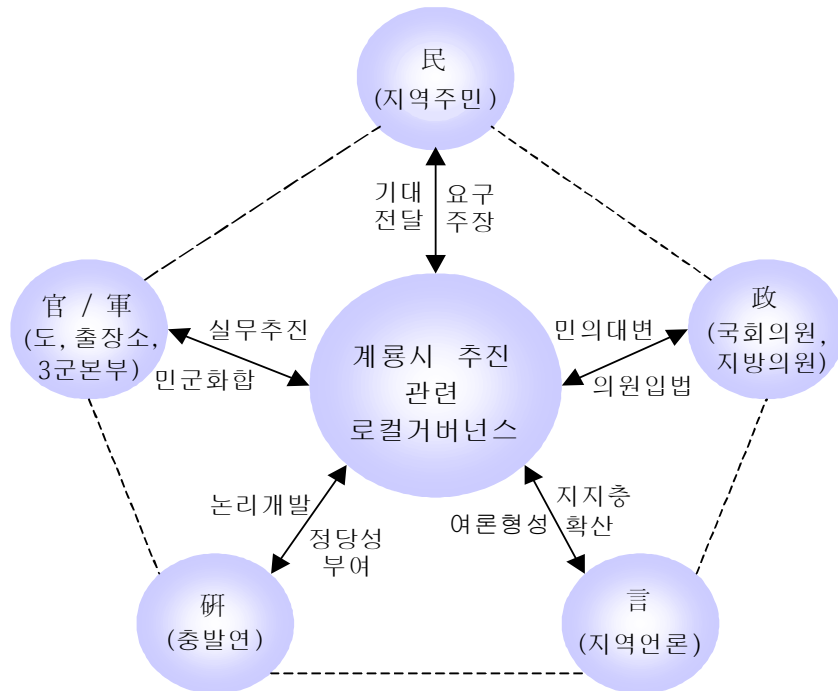 民
(지역주민)
기대
전달
요구
주장
官 / 軍
(도, 출장소,
3군본부)
실무추진
민군화합
政
(국회의원,
지방의원)
민의대변
의원입법
계룡시 추진
관련
로컬거버넌스
논리개발
정당성
부여
여론형성
지지층
확산
硏
(충발연)
言
(지역언론)